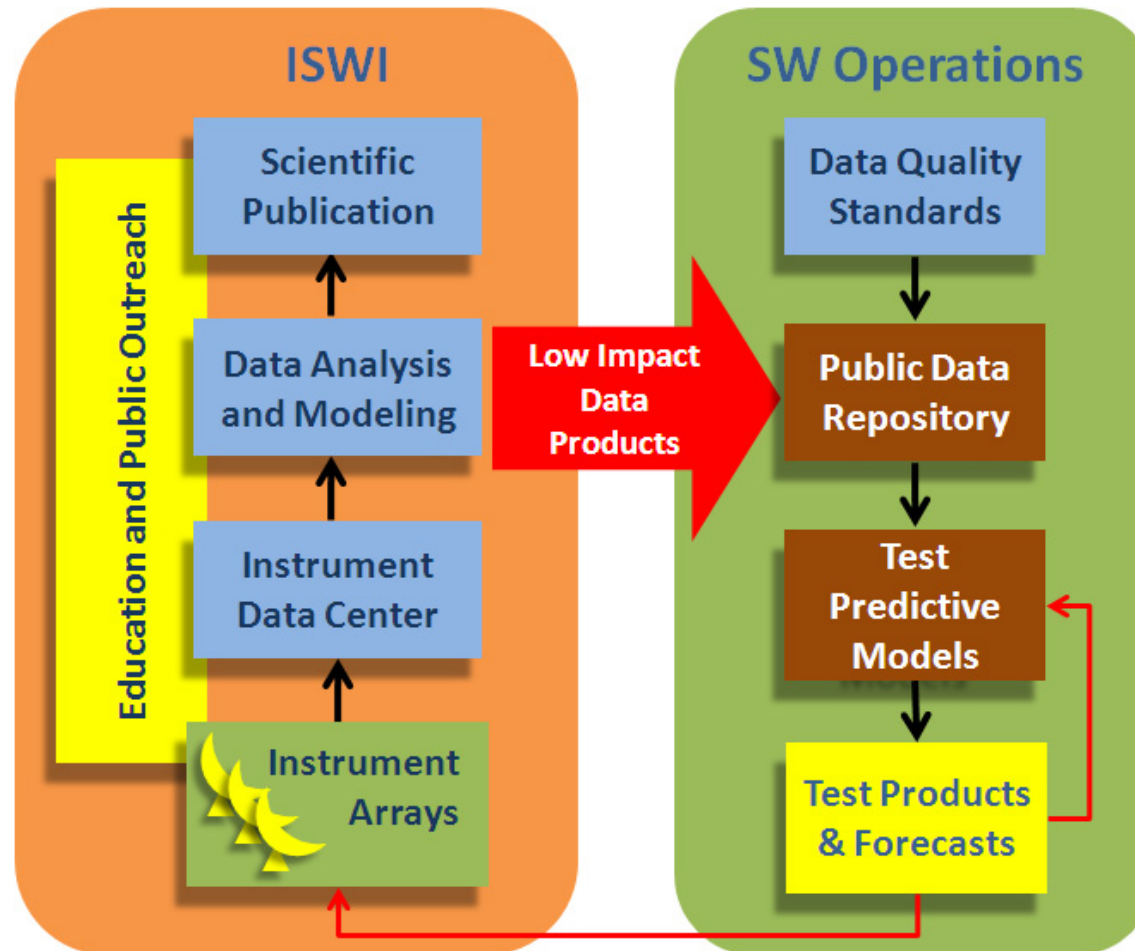 ISWI
Scientific
Publication
Data Analysis
and Modeling
Instrument
Data Center
Instrument
Arrays
Education and Public Outreach
Low Impact
Data
Products
SW Operations
Data Quality
Standards
Public Data
Repository
Test
Predictive
Models
Test Products
& Forecasts